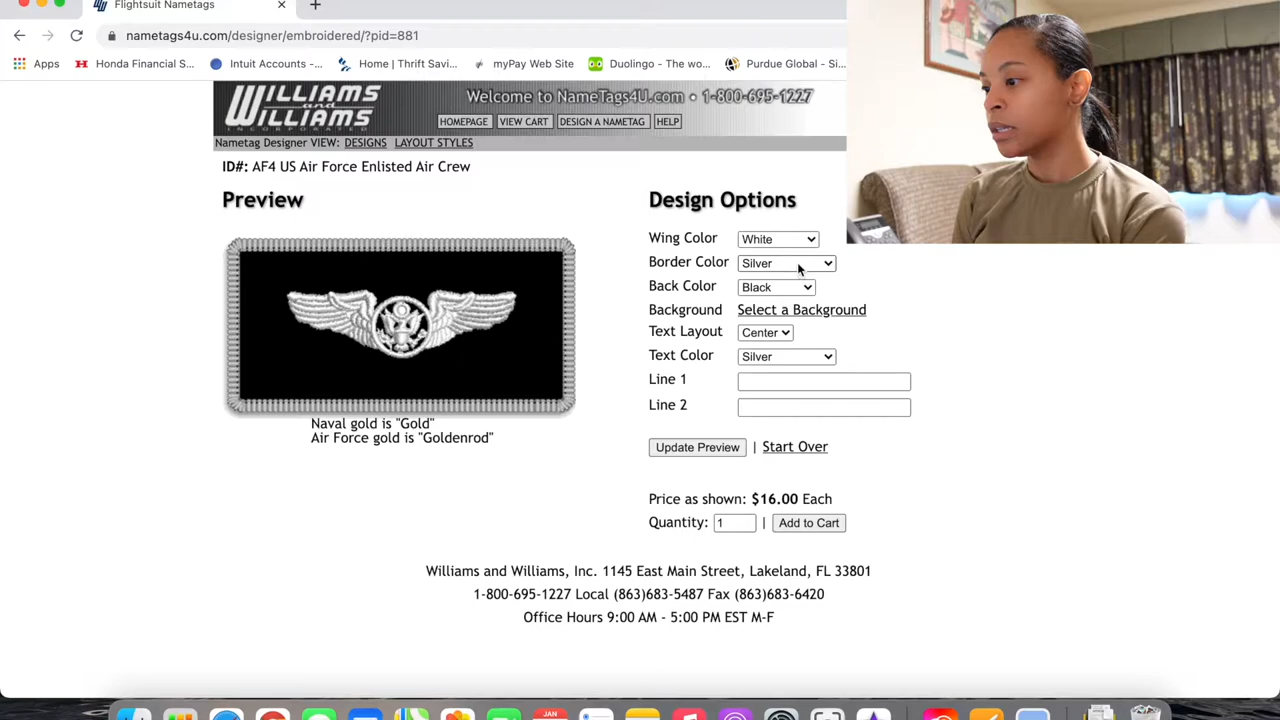 Flightsuit Nametags
nametags4u.com/designer/embroidered/?pid=881
Apps Honda Financial S... Intuit Accounts -... Home | Thrift Savi... myPay Web Site Duolingo - The wo... Purdue Global - Si...
WILLIAMS and WILLIAMS INCORPORATED
Welcome to NameTags4U.com • 1-800-695-1227
HOMEPAGE VIEW CART DESIGN A NAMETAG HELP
Nametag Designer VIEW: DESIGNS LAYOUT STYLES
ID#: AF4 US Air Force Enlisted Air Crew
Preview
Naval gold is "Gold"
Air Force gold is "Goldenrod"
Design Options
Wing Color White
Border Color Silver
Back Color Black
Background Select a Background
Text Layout Center
Text Color Silver
Line 1
Line 2
Update Preview | Start Over
Price as shown: $16.00 Each
Quantity: 1 | Add to Cart
Williams and Williams, Inc. 1145 East Main Street, Lakeland, FL 33801
1-800-695-1227 Local (863)683-5487 Fax (863)683-6420
Office Hours 9:00 AM - 5:00 PM EST M-F
JAN